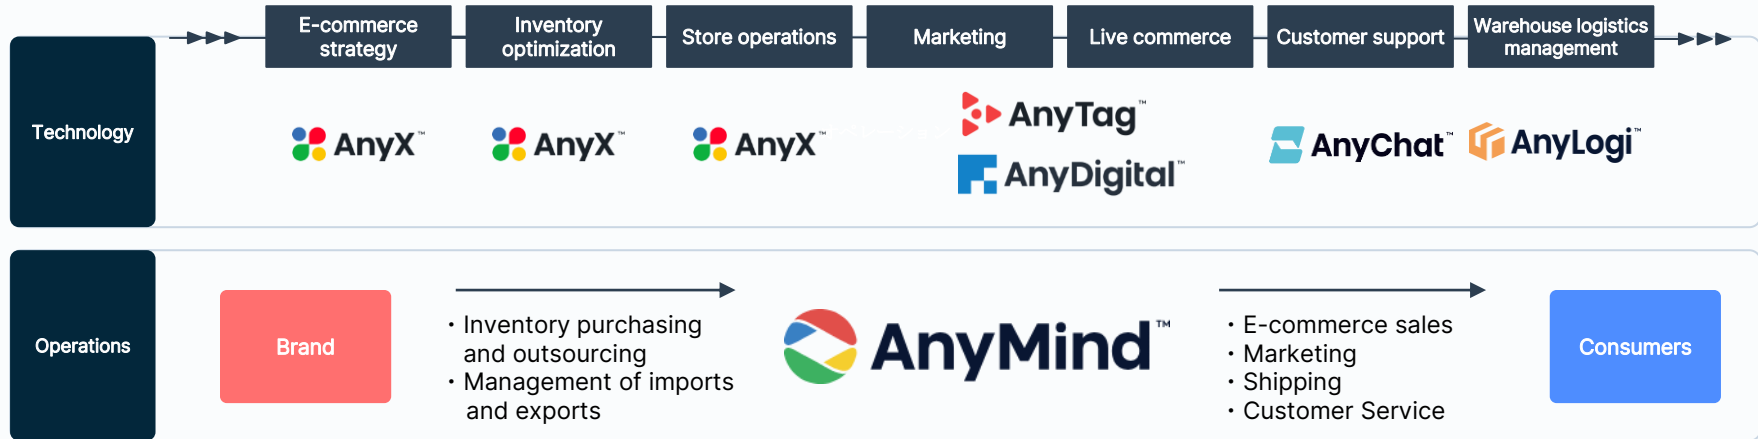 E-commerce
strategy
Inventory
optimization
Store operations
Marketing
Live commerce
Customer support
Warehouse logistics
management
Technology
AnyX™
AnyX™
AnyX™
AnyTag™
AnyDigital™
AnyChat™
AnyLogi™
Operations
Brand
・Inventory purchasing
and outsourcing
・Management of imports
and exports
AnyMind™
・E-commerce sales
・Marketing
・Shipping
・Customer Service
Consumers